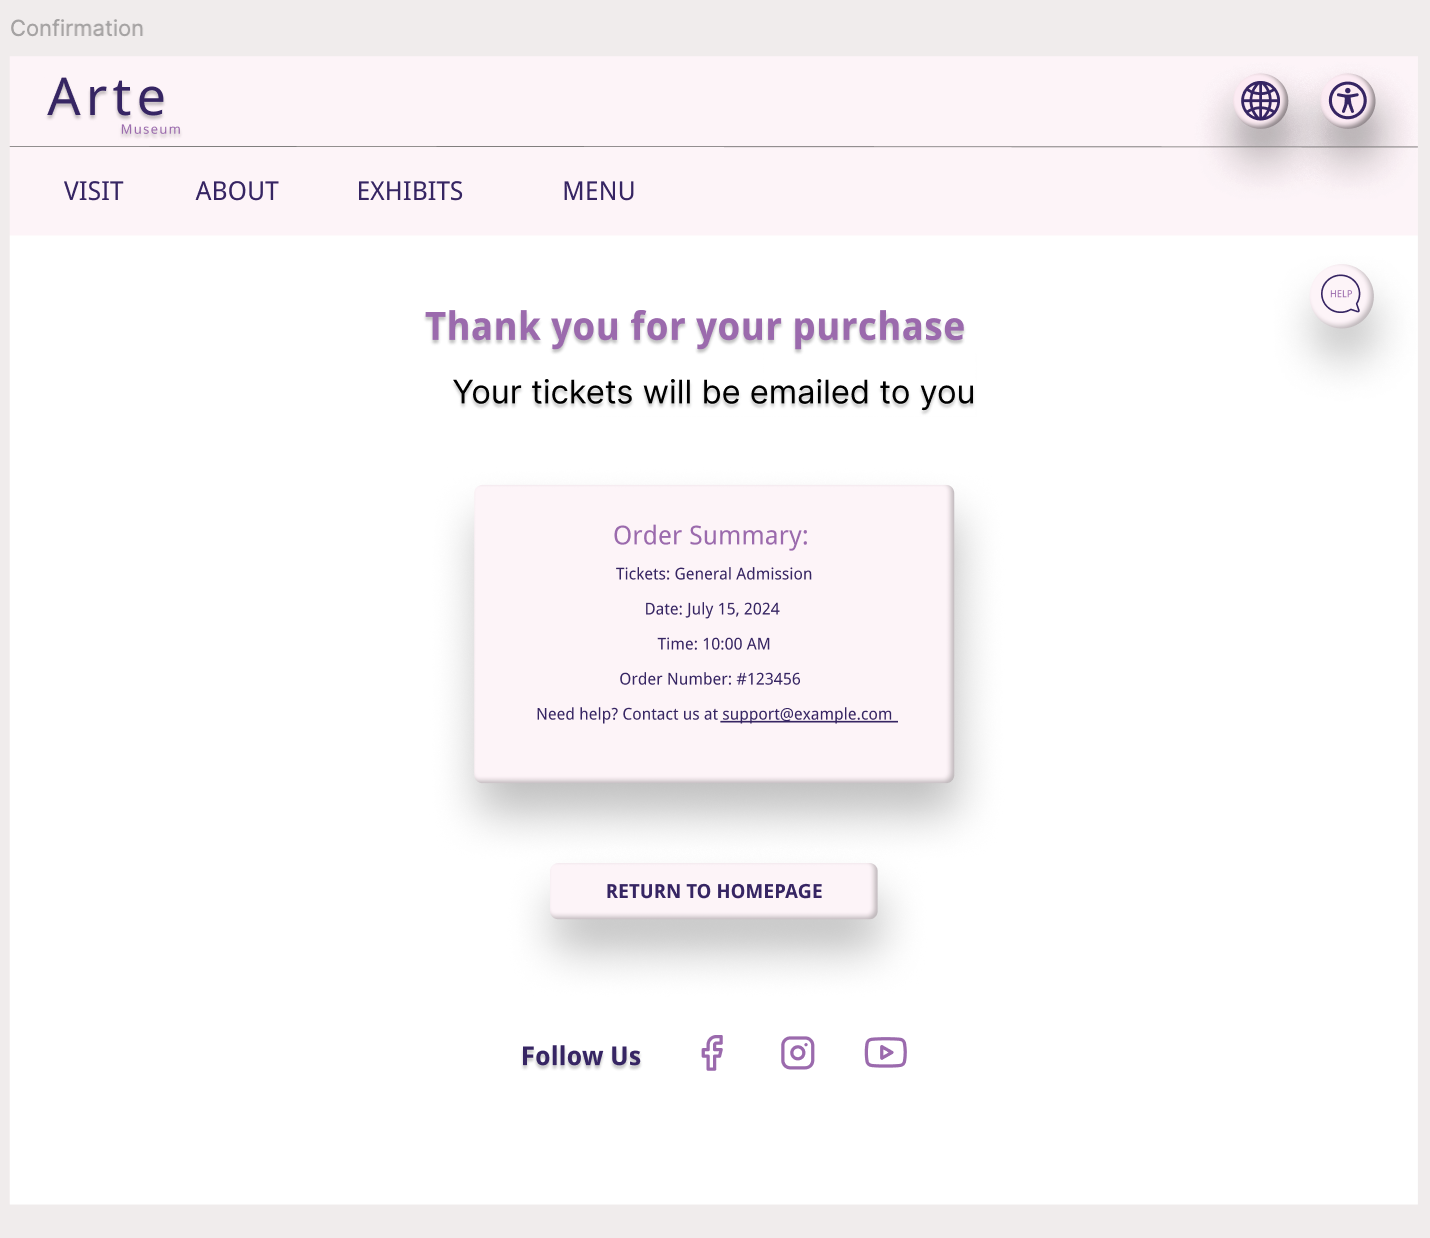 Confirmation
Arte
Museum
VISIT ABOUT EXHIBITS MENU
HELP
Thank you for your purchase
Your tickets will be emailed to you
Order Summary:
Tickets: General Admission
Date: July 15, 2024
Time: 10:00 AM
Order Number: #123456
Need help? Contact us at support@example.com
RETURN TO HOMEPAGE
Follow Us